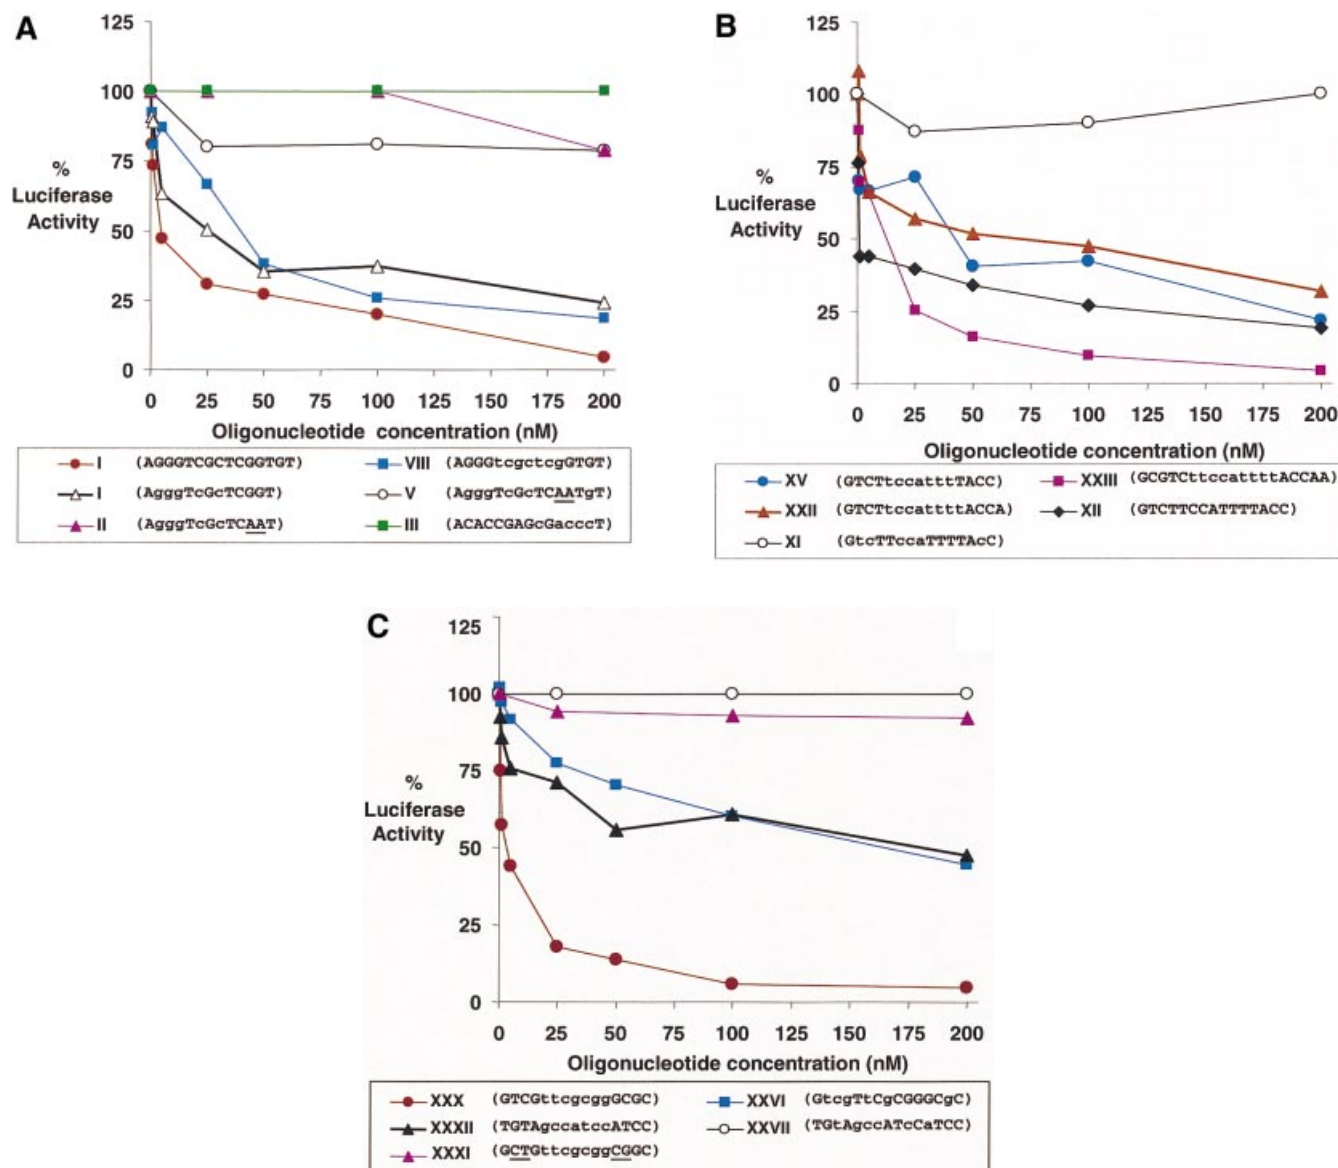 A
125
100
75
50
25
0
%
Luciferase
Activity
0 25 50 75 100 125 150 175 200
Oligonucleotide concentration (nM)
I (AGGGTCGCTCGGTGT)
VIII (AGGGtcgctcgGTGT)
I (AgggTcGcTCGGT)
V (AgggTcGcTCAATgT)
II (AgggTcGcTCAAT)
III (ACACCGAGcGacccT)
B
125
100
75
50
25
0
%
Luciferase
Activity
0 25 50 75 100 125 150 175 200
Oligonucleotide concentration (nM)
XV (GTCTtccatttTACC)
XXIII (GCGTCttccattttACCAA)
XXII (GTCTtccattttACCA)
XII (GTCTTCCATTTTACC)
XI (GtcTTccaTTTTAcC)
C
125
100
75
50
25
0
%
Luciferase
Activity
0 25 50 75 100 125 150 175 200
Oligonucleotide concentration (nM)
XXX (GTCGttcgcggGCGC)
XXVI (GtcgTtCgCGGGCgC)
XXXII (TGTAgccatccATCC)
XXVII (TGtAgccATcCaTCC)
XXXI (GCTGttcgcggCGGC)